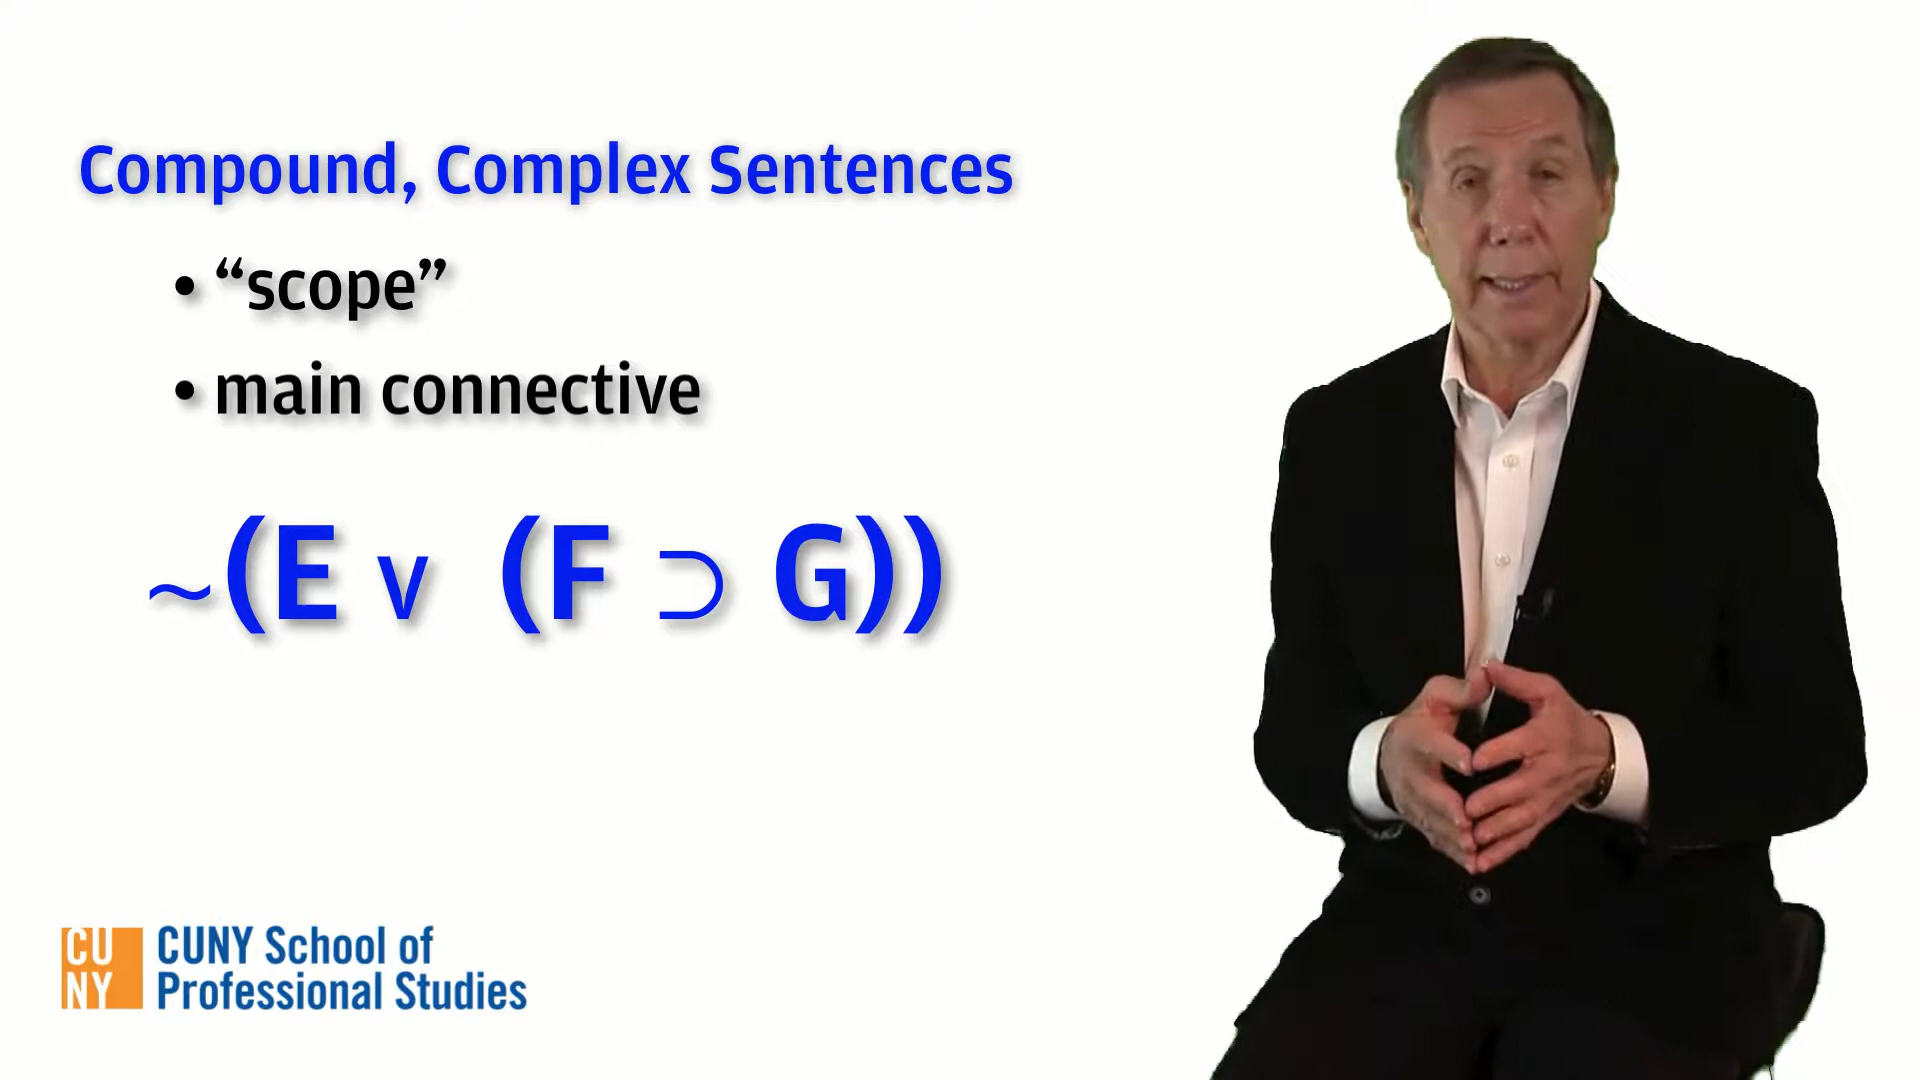 Compound, Complex Sentences
• “scope”
• main connective
~(E v (F ⊃ G))
CU
NY
CUNY School of
Professional Studies